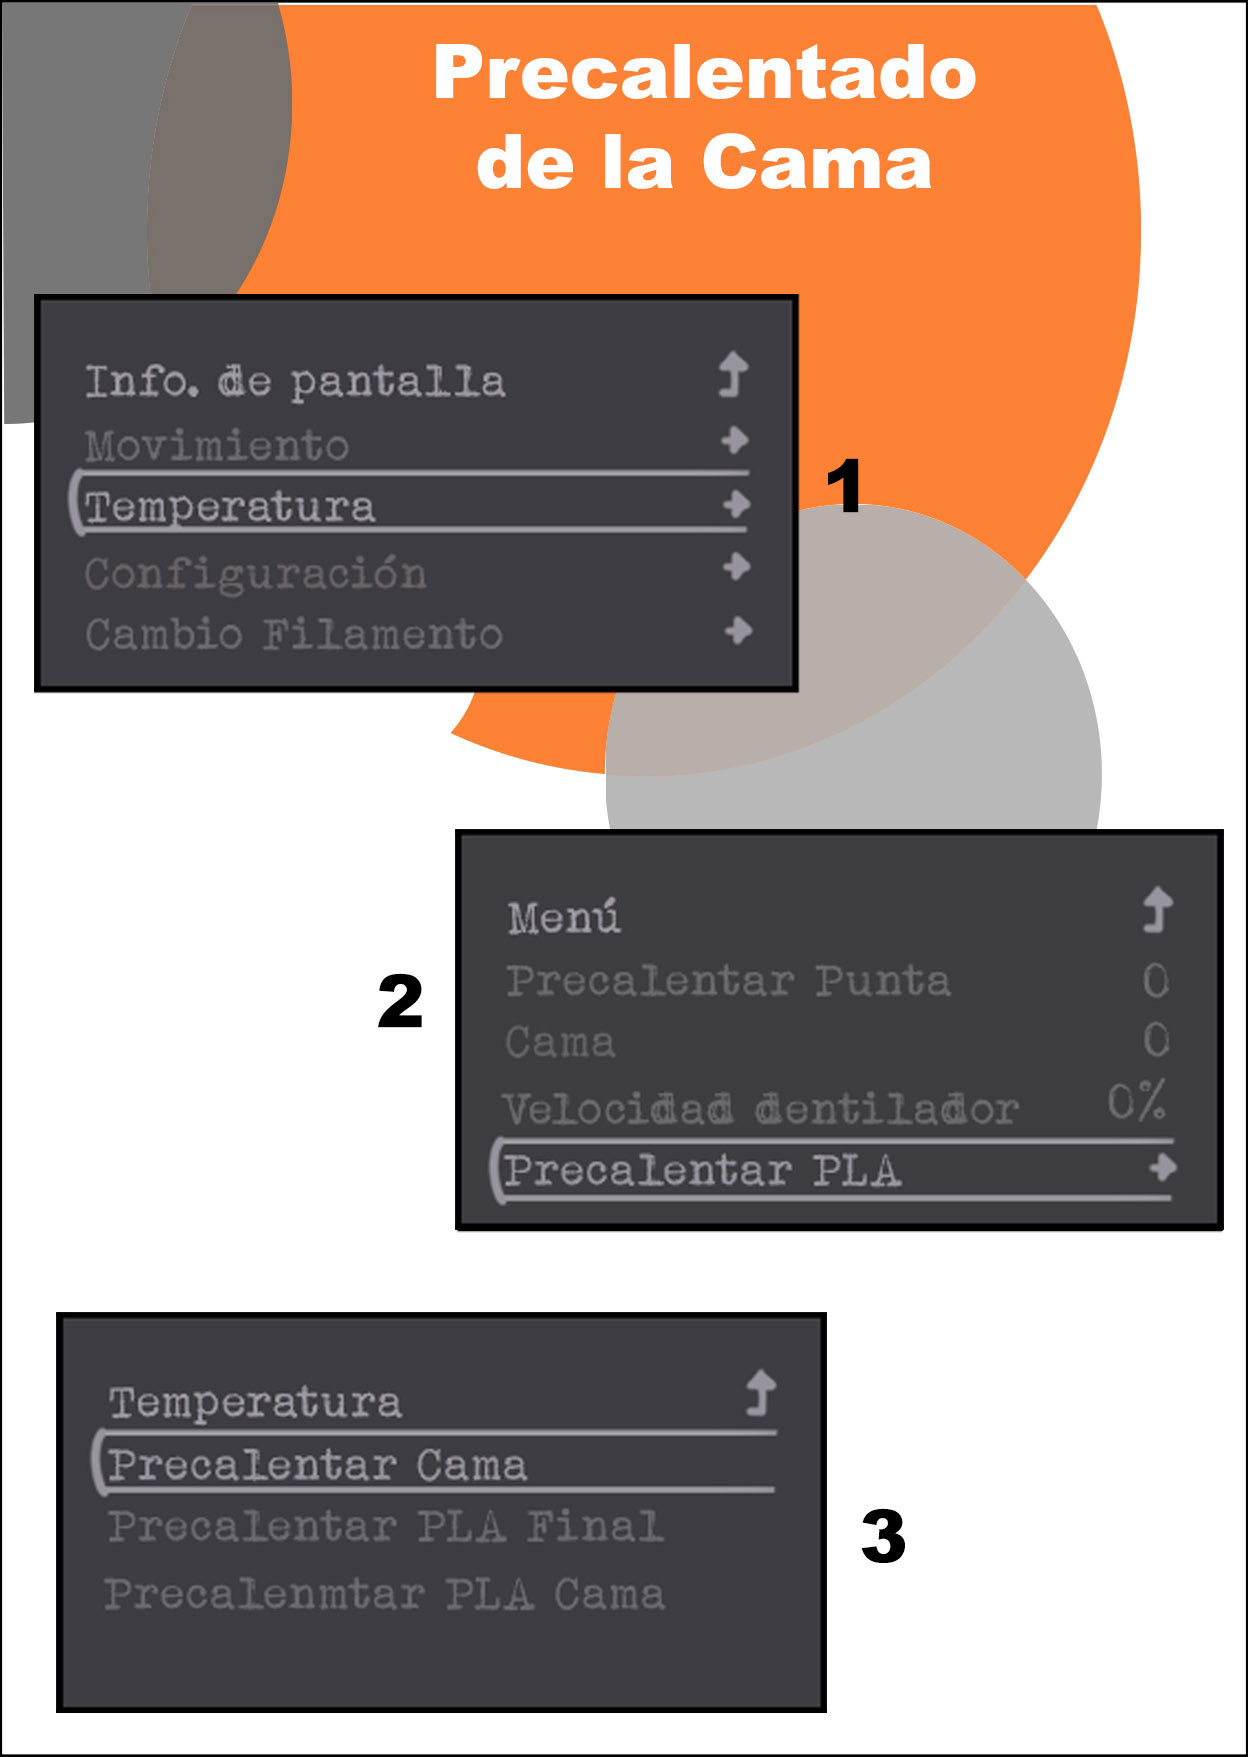 Precalentado
de la Cama
Info. de pantalla
Movimiento
Temperatura
Configuración
Cambio Filamento
1
Menú
Precalentar Punta 0
Cama 0
Velocidad dentilador 0%
Precalentar PLA
2
Temperatura
Precalentar Cama
Precalentar PLA Final
Precalenmtar PLA Cama
3